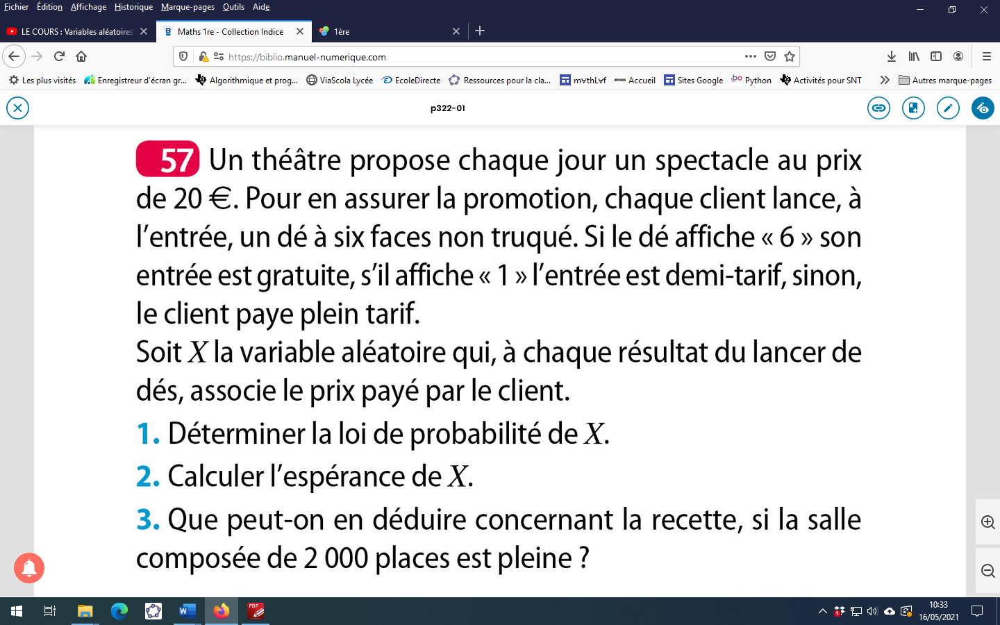 Fichier Édition Affichage Historique Marque-pages Outils Aide
LE COURS : Variables aléatoires
Maths 1re - Collection Indice
1ère
https://biblio.manuel-numerique.com
Les plus visités Enregistreur d'écran gr... Algorithmique et prog... ViaScola Lycée EcoleDirecte Ressources pour la cla... m∀thL∀f Accueil Sites Google Python Activités pour SNT Autres marque-pages
p322-01
57 Un théâtre propose chaque jour un spectacle au prix
de 20 €. Pour en assurer la promotion, chaque client lance, à
l'entrée, un dé à six faces non truqué. Si le dé affiche « 6 » son
entrée est gratuite, s'il affiche « 1 » l'entrée est demi-tarif, sinon,
le client paye plein tarif.
Soit X la variable aléatoire qui, à chaque résultat du lancer de
dés, associe le prix payé par le client.
1. Déterminer la loi de probabilité de X.
2. Calculer l'espérance de X.
3. Que peut-on en déduire concernant la recette, si la salle
composée de 2 000 places est pleine ?
10:33
16/05/2021